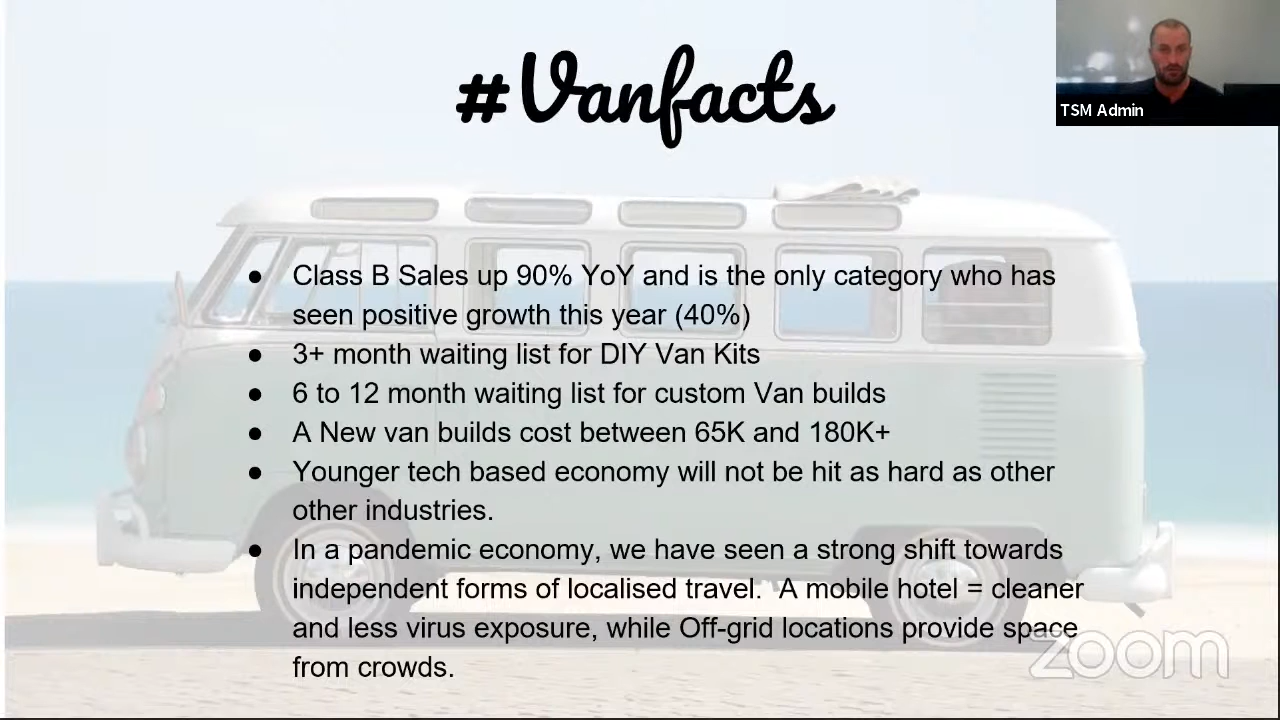 #Vanfacts
TSM Admin
● Class B Sales up 90% YoY and is the only category who has
seen positive growth this year (40%)
● 3+ month waiting list for DIY Van Kits
● 6 to 12 month waiting list for custom Van builds
● A New van builds cost between 65K and 180K+
● Younger tech based economy will not be hit as hard as other
other industries.
● In a pandemic economy, we have seen a strong shift towards
independent forms of localised travel.  A mobile hotel = cleaner
and less virus exposure, while Off-grid locations provide space
from crowds.
zoom